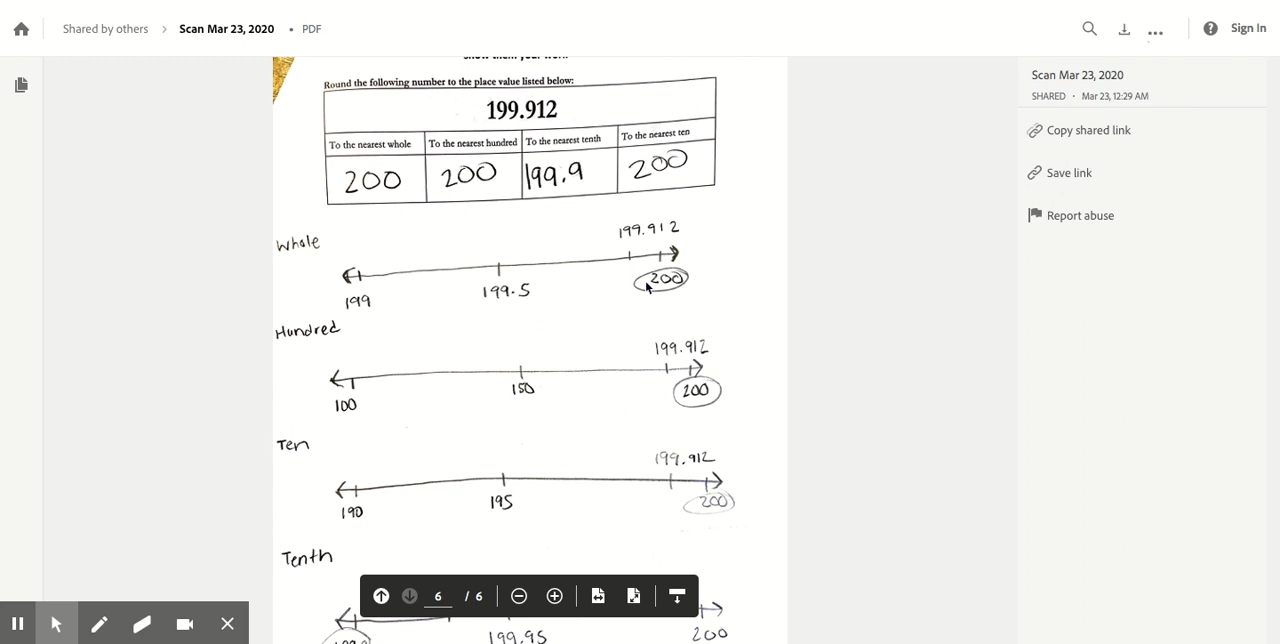 Shared by others > Scan Mar 23, 2020 • PDF
Sign In
Scan Mar 23, 2020
SHARED • Mar 23, 12:29 AM
Copy shared link
Save link
Report abuse
Round the following number to the place value listed below:
199.912
To the nearest whole To the nearest hundred To the nearest tenth To the nearest ten
200 200 199.9 200
Whole
199.912
199 199.5 200
Hundred
199.912
100 150 200
Ten
199.912
190 195 200
Tenth
6 / 6
199.95 200